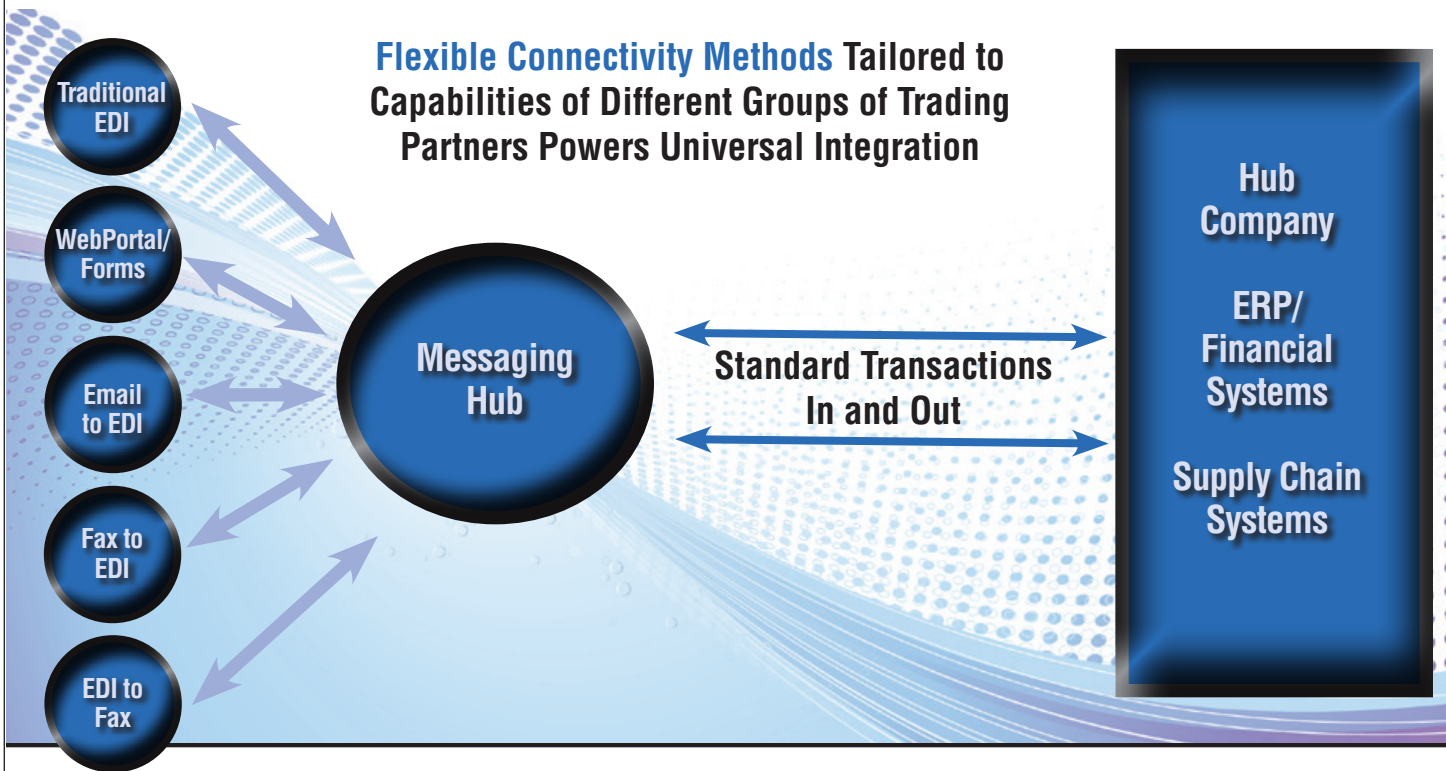 Flexible Connectivity Methods Tailored to
Capabilities of Different Groups of Trading
Partners Powers Universal Integration
Traditional
EDI
WebPortal/
Forms
Email
to EDI
Fax to
EDI
EDI to
Fax
Messaging
Hub
Standard Transactions
In and Out
Hub
Company
ERP/
Financial
Systems
Supply Chain
Systems